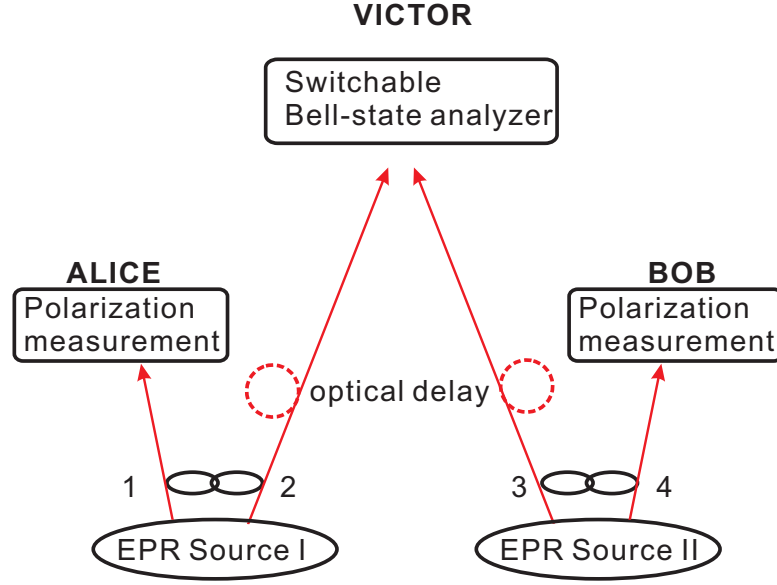 VICTOR
Switchable
Bell-state analyzer
ALICE
Polarization
measurement
BOB
Polarization
measurement
optical delay
1
2
3
4
EPR Source I
EPR Source II